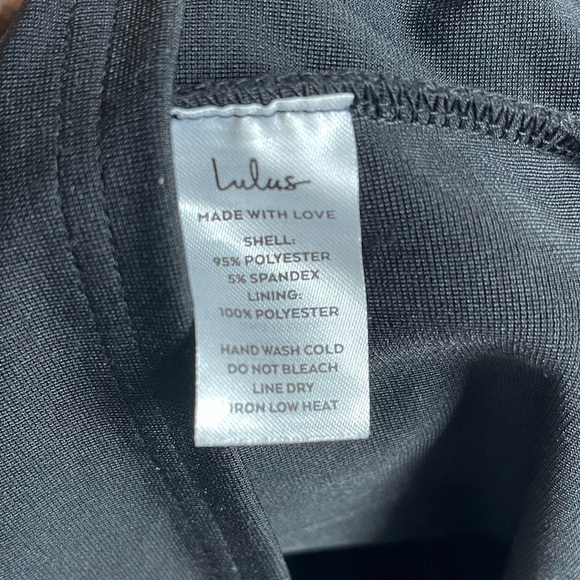 Lulus
MADE WITH LOVE
SHELL:
95% POLYESTER
5% SPANDEX
LINING:
100% POLYESTER
HAND WASH COLD
DO NOT BLEACH
LINE DRY
IRON LOW HEAT